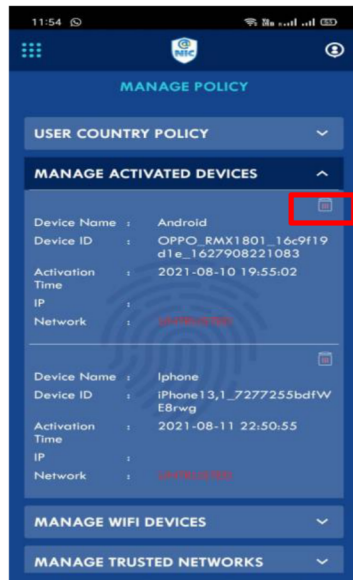 11:54
@
NIC
MANAGE POLICY
USER COUNTRY POLICY
MANAGE ACTIVATED DEVICES
Device Name : Android
Device ID : OPPO_RMX1801_16c9f19
d1e_1627908221083
Activation : 2021-08-10 19:55:02
Time
IP :
Network :
Device Name : Iphone
Device ID : iPhone13,1_7277255bdfW
E8rwg
Activation : 2021-08-11 22:50:55
Time
IP :
Network :
MANAGE WIFI DEVICES
MANAGE TRUSTED NETWORKS